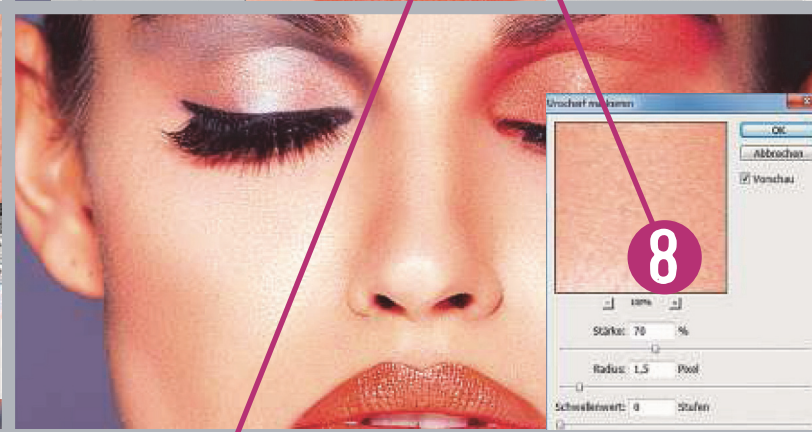 Unscharf maskieren
OK
Abbrechen
Vorschau
8
- 100% +
Stärke: 70 %
Radius: 1,5 Pixel
Schwellenwert: 0 Stufen